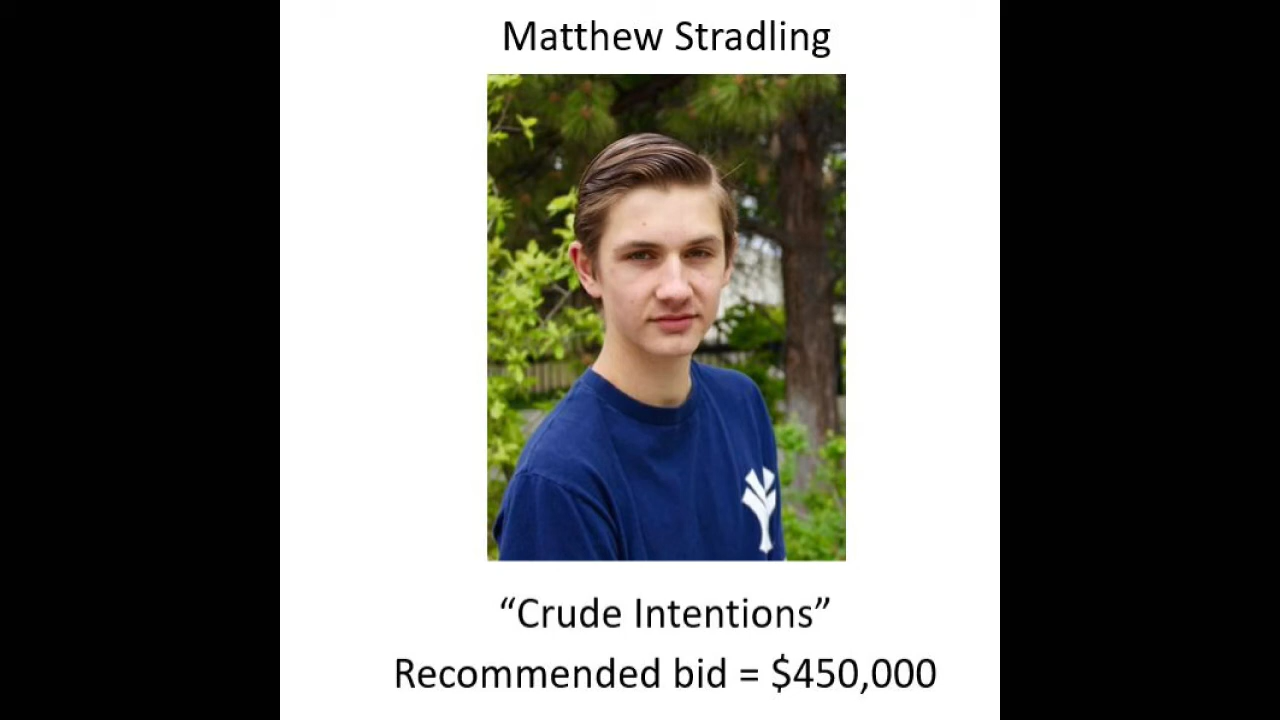 Matthew Stradling
“Crude Intentions”
Recommended bid = $450,000